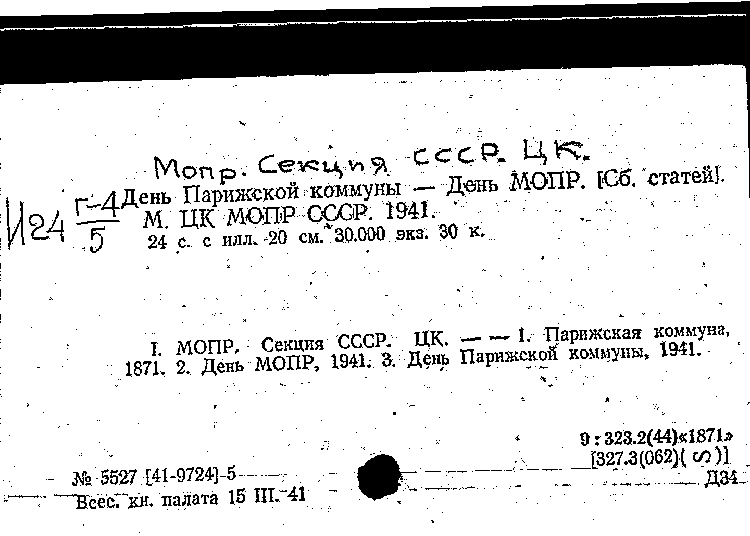 Мопр. Секция СССР. ЦК.
День Парижской коммуны — День МОПР. [Сб. статей].
И24 Г-4/5 М. ЦК МОПР СССР. 1941.
24 с. с илл. 20 см. 30.000 экз. 30 к.
I. МОПР. Секция СССР. ЦК. — — 1. Парижская коммуна,
1871. 2. День МОПР, 1941. 3. День Парижской коммуны, 1941.
9 : 323.2(44)«1871»
[327.3(062)( S )]
№ 5527 [41-9724]-5
Д34
Всес. кн. палата 15 III. 41